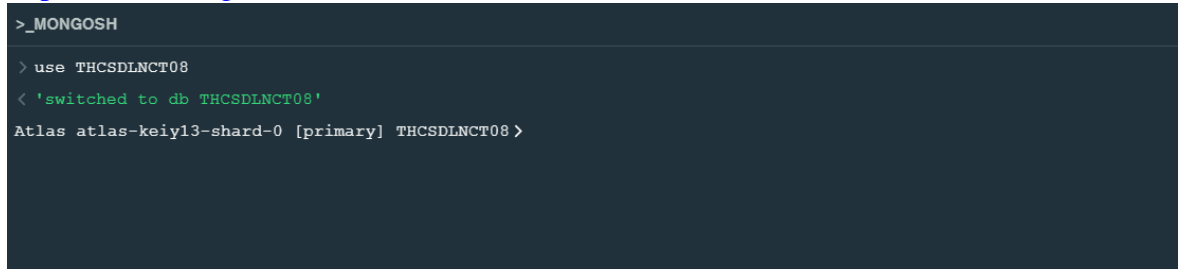 >_MONGOSH
> use THCSDLNCT08
< 'switched to db THCSDLNCT08'
Atlas atlas-keiy13-shard-0 [primary] THCSDLNCT08>